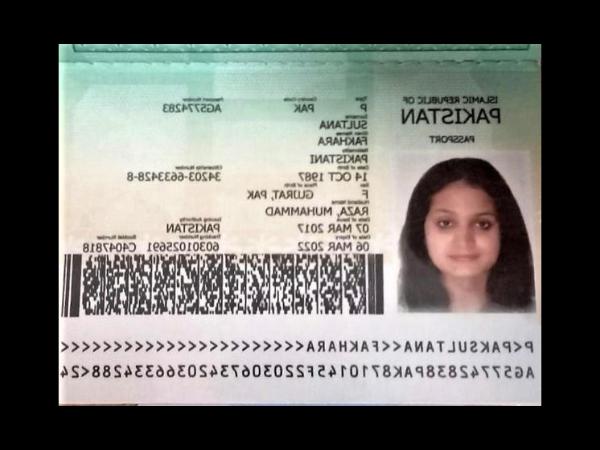 ISLAMIC REPUBLIC OF
PAKISTAN
PASSPORT
Type Country Code Passport Number
P PAK AG5774283
Surname
SULTANA
Given Names
FAKHARA
Nationality
PAKISTANI
Date of Birth Citizenship Number
14 OCT 1987 34203-6633428-8
Sex Place of Birth
F GUJRAT, PAK
Husband Name
RAZA, MUHAMMAD
Date of Issue Issuing Authority
07 MAR 2017 PAKISTAN
Date of Expiry Tracking Number Booklet Number
06 MAR 2022 60301025691 C4047818
P<PAKSULTANA<<FAKHARA<<<<<<<<<<<<<<<<<<<<<<<
AG57742838PAK8710145F22030673420366334288<24